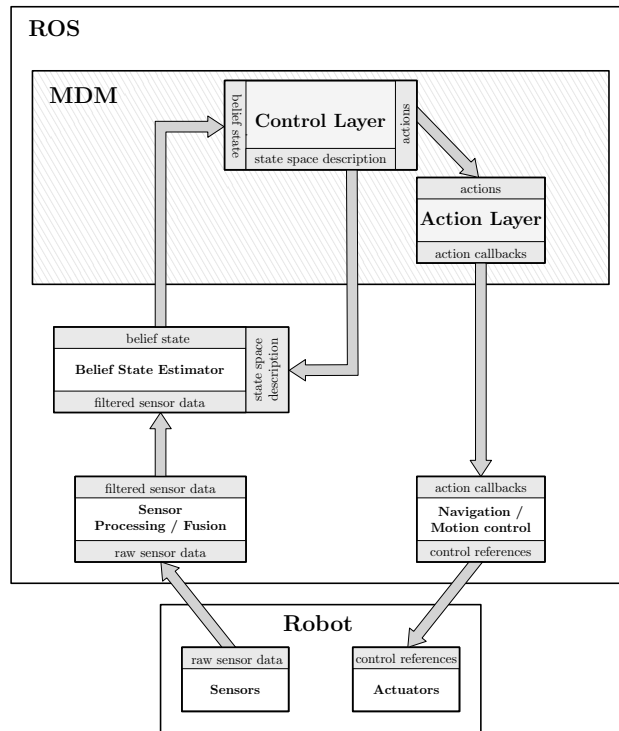 ROS
MDM
belief state
Control Layer
actions
state space description
actions
Action Layer
action callbacks
belief state
Belief State Estimator
filtered sensor data
state space
description
filtered sensor data
Sensor
Processing / Fusion
raw sensor data
action callbacks
Navigation /
Motion control
control references
Robot
raw sensor data
Sensors
control references
Actuators